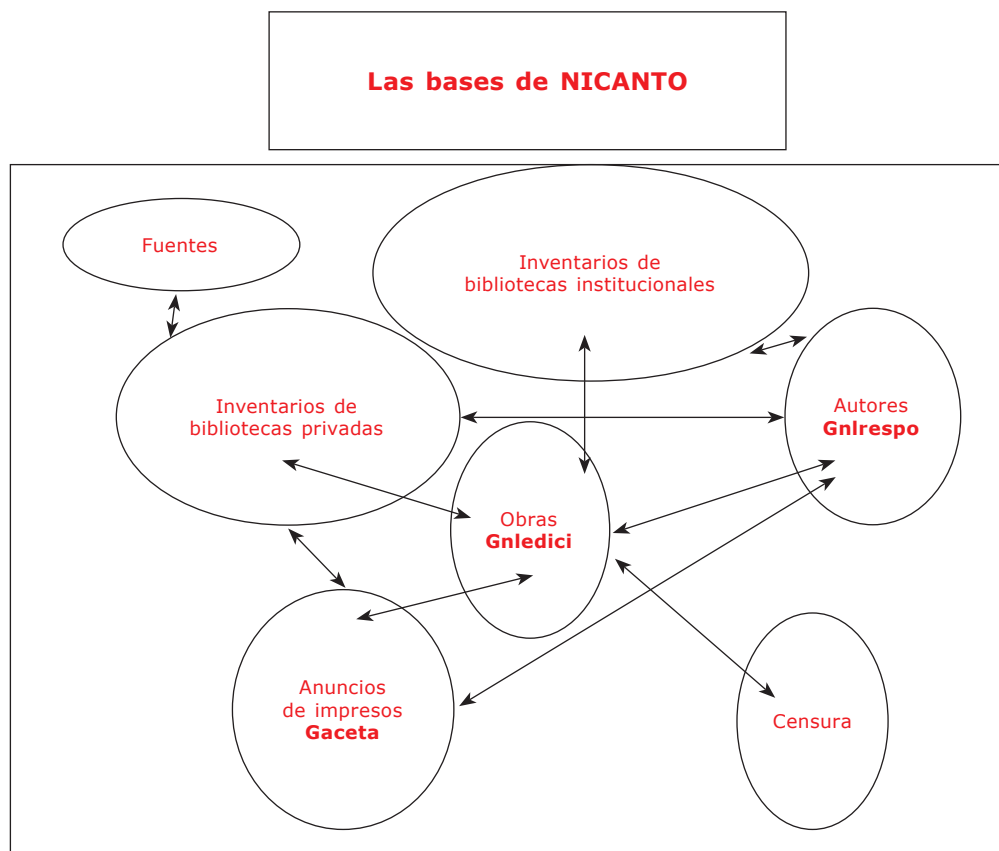 Las bases de NICANTO
Fuentes
Inventarios de
bibliotecas institucionales
Inventarios de
bibliotecas privadas
Autores
Gnlrespo
Obras
Gnledici
Anuncios
de impresos
Gaceta
Censura